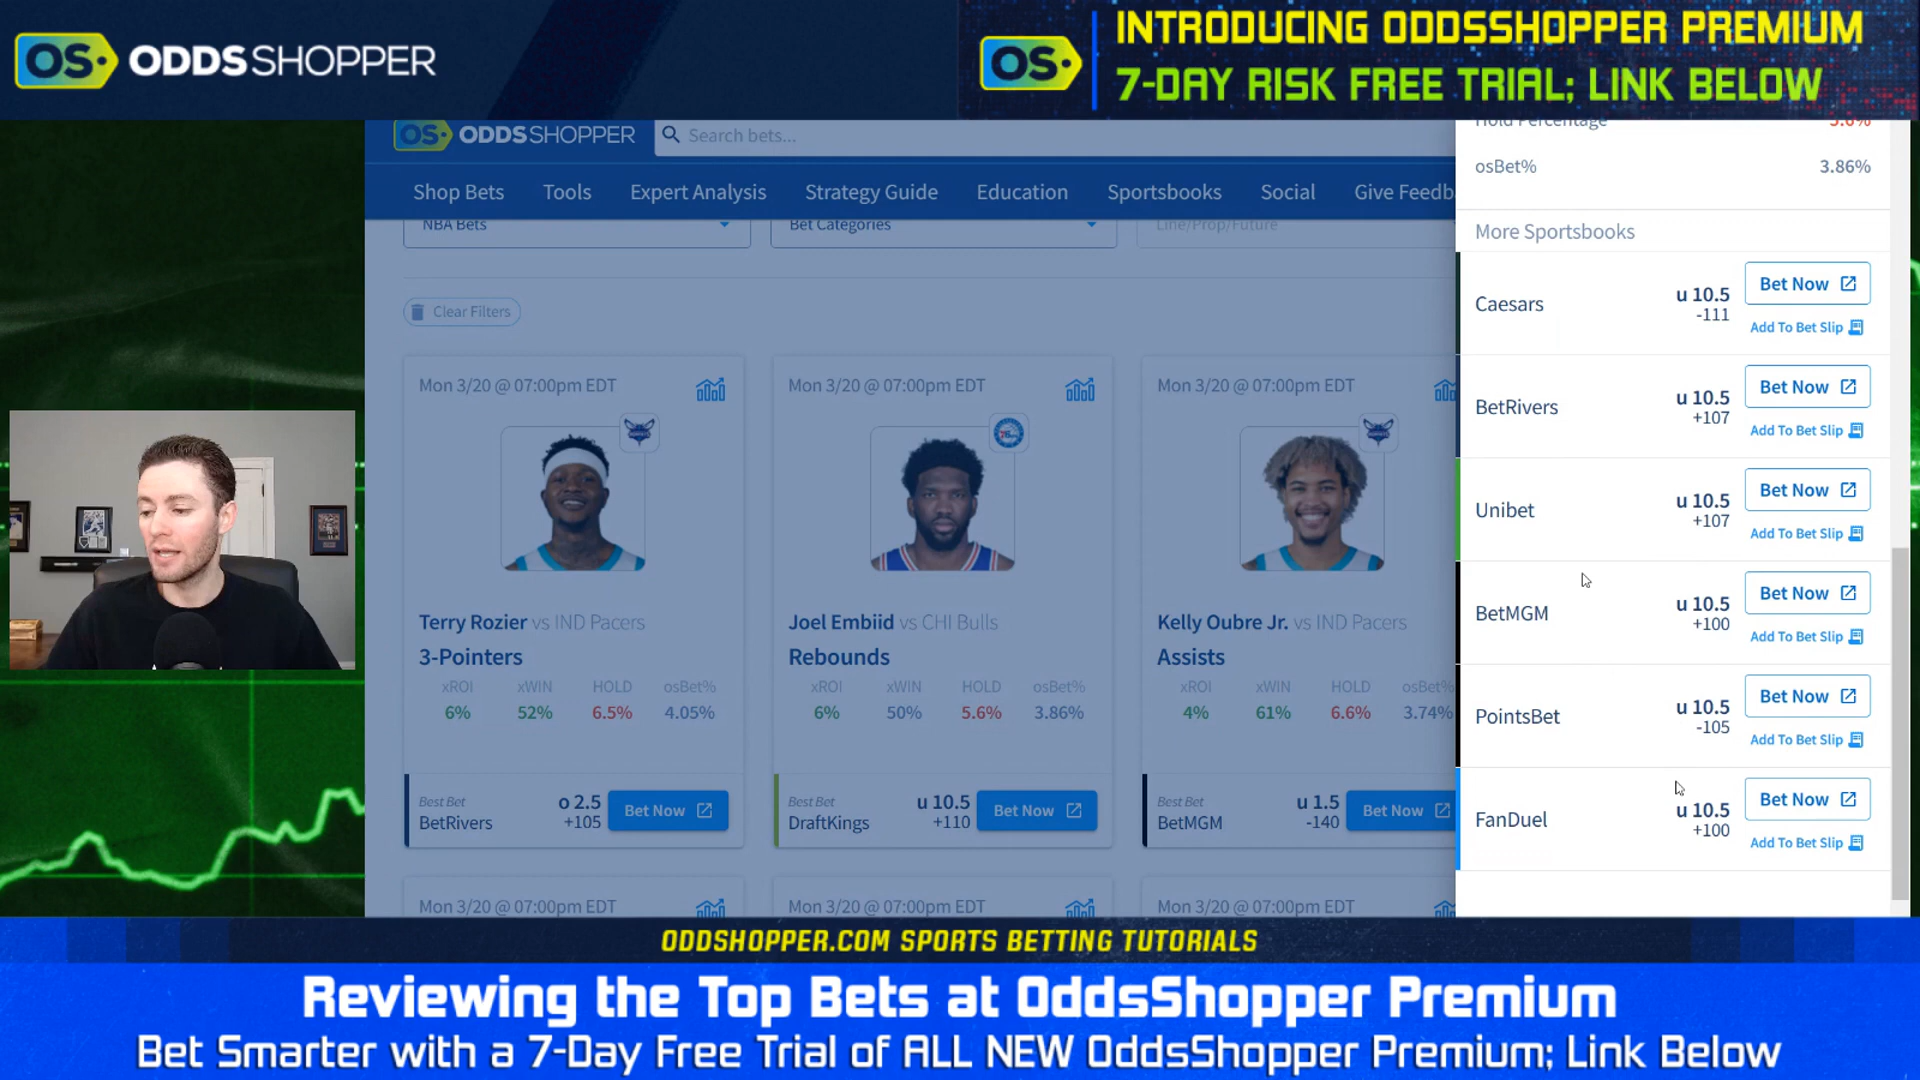 OS ODDSSHOPPER
OS
INTRODUCING ODDSSHOPPER PREMIUM
7-DAY RISK FREE TRIAL; LINK BELOW
OS ODDSSHOPPER
Search bets...
Shop Bets Tools Expert Analysis Strategy Guide Education Sportsbooks Social Give Feedb
NBA Bets
Bet Categories
Line/Prop/Future
Clear Filters
Mon 3/20 @ 07:00pm EDT
Terry Rozier vs IND Pacers
3-Pointers
xROI xWIN HOLD osBet%
6% 52% 6.5% 4.05%
Best Bet
BetRivers
o 2.5
+105
Bet Now
Mon 3/20 @ 07:00pm EDT
76ers
Joel Embiid vs CHI Bulls
Rebounds
xROI xWIN HOLD osBet%
6% 50% 5.6% 3.86%
Best Bet
DraftKings
u 10.5
+110
Bet Now
Mon 3/20 @ 07:00pm EDT
Kelly Oubre Jr. vs IND Pacers
Assists
xROI xWIN HOLD osBet%
4% 61% 6.6% 3.74%
Best Bet
BetMGM
u 1.5
-140
Bet Now
Mon 3/20 @ 07:00pm EDT
Mon 3/20 @ 07:00pm EDT
Mon 3/20 @ 07:00pm EDT
Hold Percentage 5.6%
osBet% 3.86%
More Sportsbooks
Caesars
u 10.5
-111
Bet Now
Add To Bet Slip
BetRivers
u 10.5
+107
Bet Now
Add To Bet Slip
Unibet
u 10.5
+107
Bet Now
Add To Bet Slip
BetMGM
u 10.5
+100
Bet Now
Add To Bet Slip
PointsBet
u 10.5
-105
Bet Now
Add To Bet Slip
FanDuel
u 10.5
+100
Bet Now
Add To Bet Slip
ODDSHOPPER.COM SPORTS BETTING TUTORIALS
Reviewing the Top Bets at OddsShopper Premium
Bet Smarter with a 7-Day Free Trial of ALL NEW OddsShopper Premium; Link Below